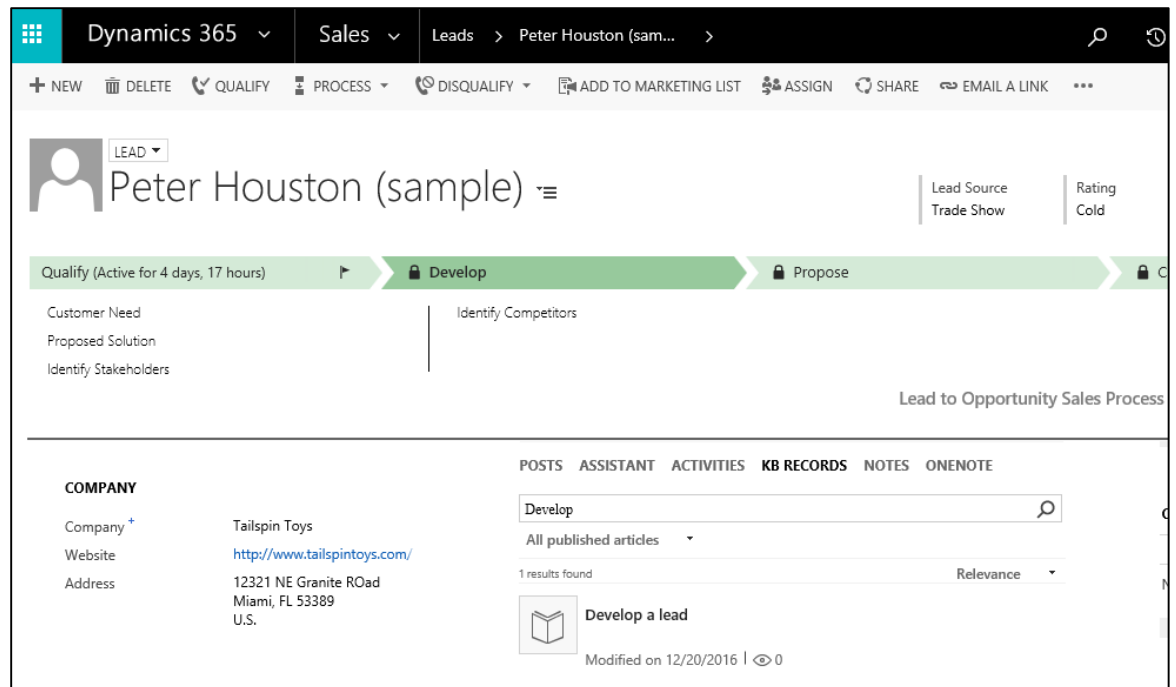 Dynamics 365 Sales Leads > Peter Houston (sam... >
+ NEW DELETE QUALIFY PROCESS DISQUALIFY ADD TO MARKETING LIST ASSIGN SHARE EMAIL A LINK •••
LEAD
Peter Houston (sample)
Lead Source Rating
Trade Show Cold
Qualify (Active for 4 days, 17 hours) Develop Propose C
Customer Need Identify Competitors
Proposed Solution
Identify Stakeholders
Lead to Opportunity Sales Process
POSTS ASSISTANT ACTIVITIES KB RECORDS NOTES ONENOTE
COMPANY
Develop
Company + Tailspin Toys
All published articles
Website http://www.tailspintoys.com/
1 results found Relevance
Address 12321 NE Granite ROad
Miami, FL 53389
U.S.
Develop a lead
Modified on 12/20/2016 | 0